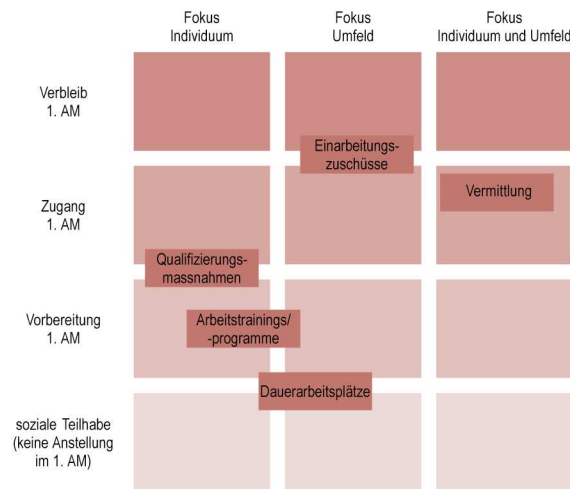 Fokus
Individuum
Fokus
Umfeld
Fokus
Individuum und Umfeld
Verbleib
1. AM
Einarbeitungs-
zuschüsse
Zugang
1. AM
Vermittlung
Qualifizierungs-
massnahmen
Vorbereitung
1. AM
Arbeitstrainings/
-programme
Dauerarbeitsplätze
soziale Teilhabe
(keine Anstellung
im 1. AM)